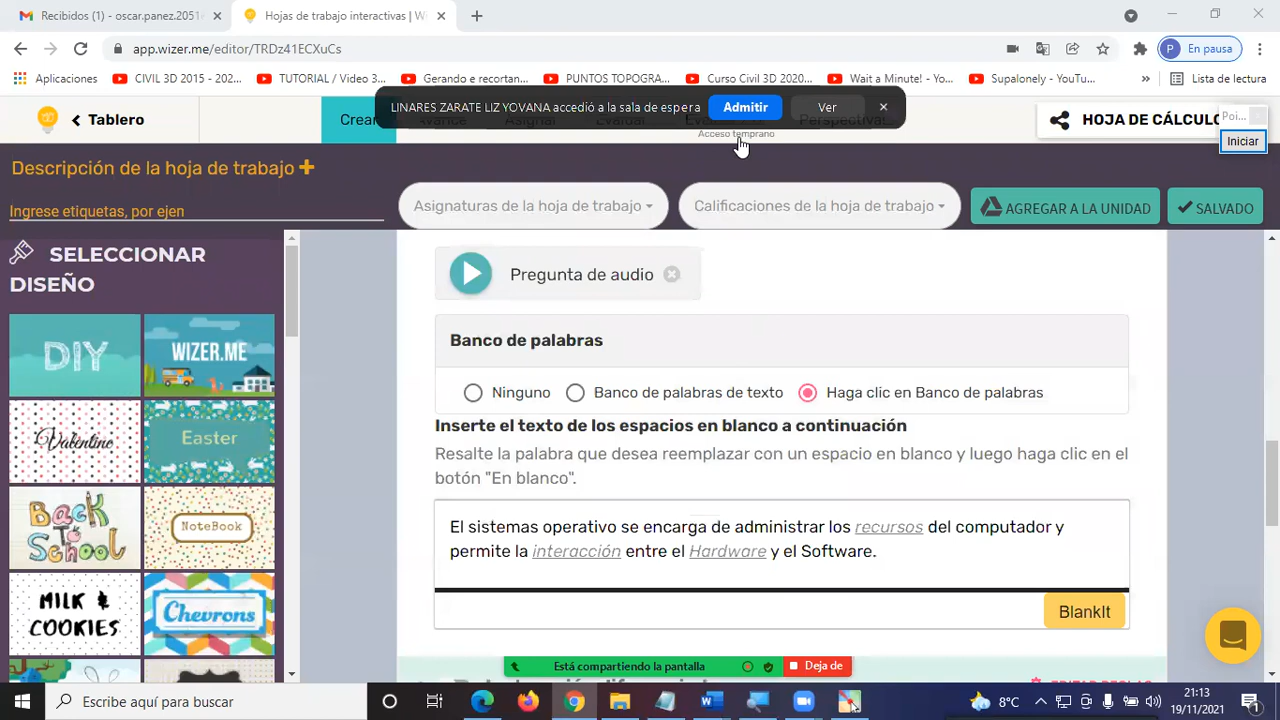 Recibidos (1) - oscar.panez.2051
Hojas de trabajo interactivas | W
app.wizer.me/editor/TRDz41ECXuCs
P En pausa
Aplicaciones
CIVIL 3D 2015 - 202...
TUTORIAL / Video 3...
Gerando e recortan...
PUNTOS TOPOGRA...
Curso Civil 3D 2020...
Wait a Minute! - Yo...
Supalonely - YouTu...
Lista de lectura
LINARES ZARATE LIZ YOVANA accedió a la sala de espera
Admitir
Ver
Tablero
Crear
Acceso temprano
HOJA DE CÁLCULO
Poi...
Iniciar
Descripción de la hoja de trabajo
Ingrese etiquetas, por ejen
Asignaturas de la hoja de trabajo
Calificaciones de la hoja de trabajo
AGREGAR A LA UNIDAD
SALVADO
SELECCIONAR
DISEÑO
DIY
WIZER.ME
Valentine
Easter
Back to School
NoteBook
MILK & COOKIES
Chevrons
Pregunta de audio
Banco de palabras
Ninguno
Banco de palabras de texto
Haga clic en Banco de palabras
Inserte el texto de los espacios en blanco a continuación
Resalte la palabra que desea reemplazar con un espacio en blanco y luego haga clic en el
botón "En blanco".
El sistemas operativo se encarga de administrar los recursos del computador y
permite la interacción entre el Hardware y el Software.
BlankIt
Está compartiendo la pantalla
Deja de
Escribe aquí para buscar
8°C
21:13
19/11/2021
1